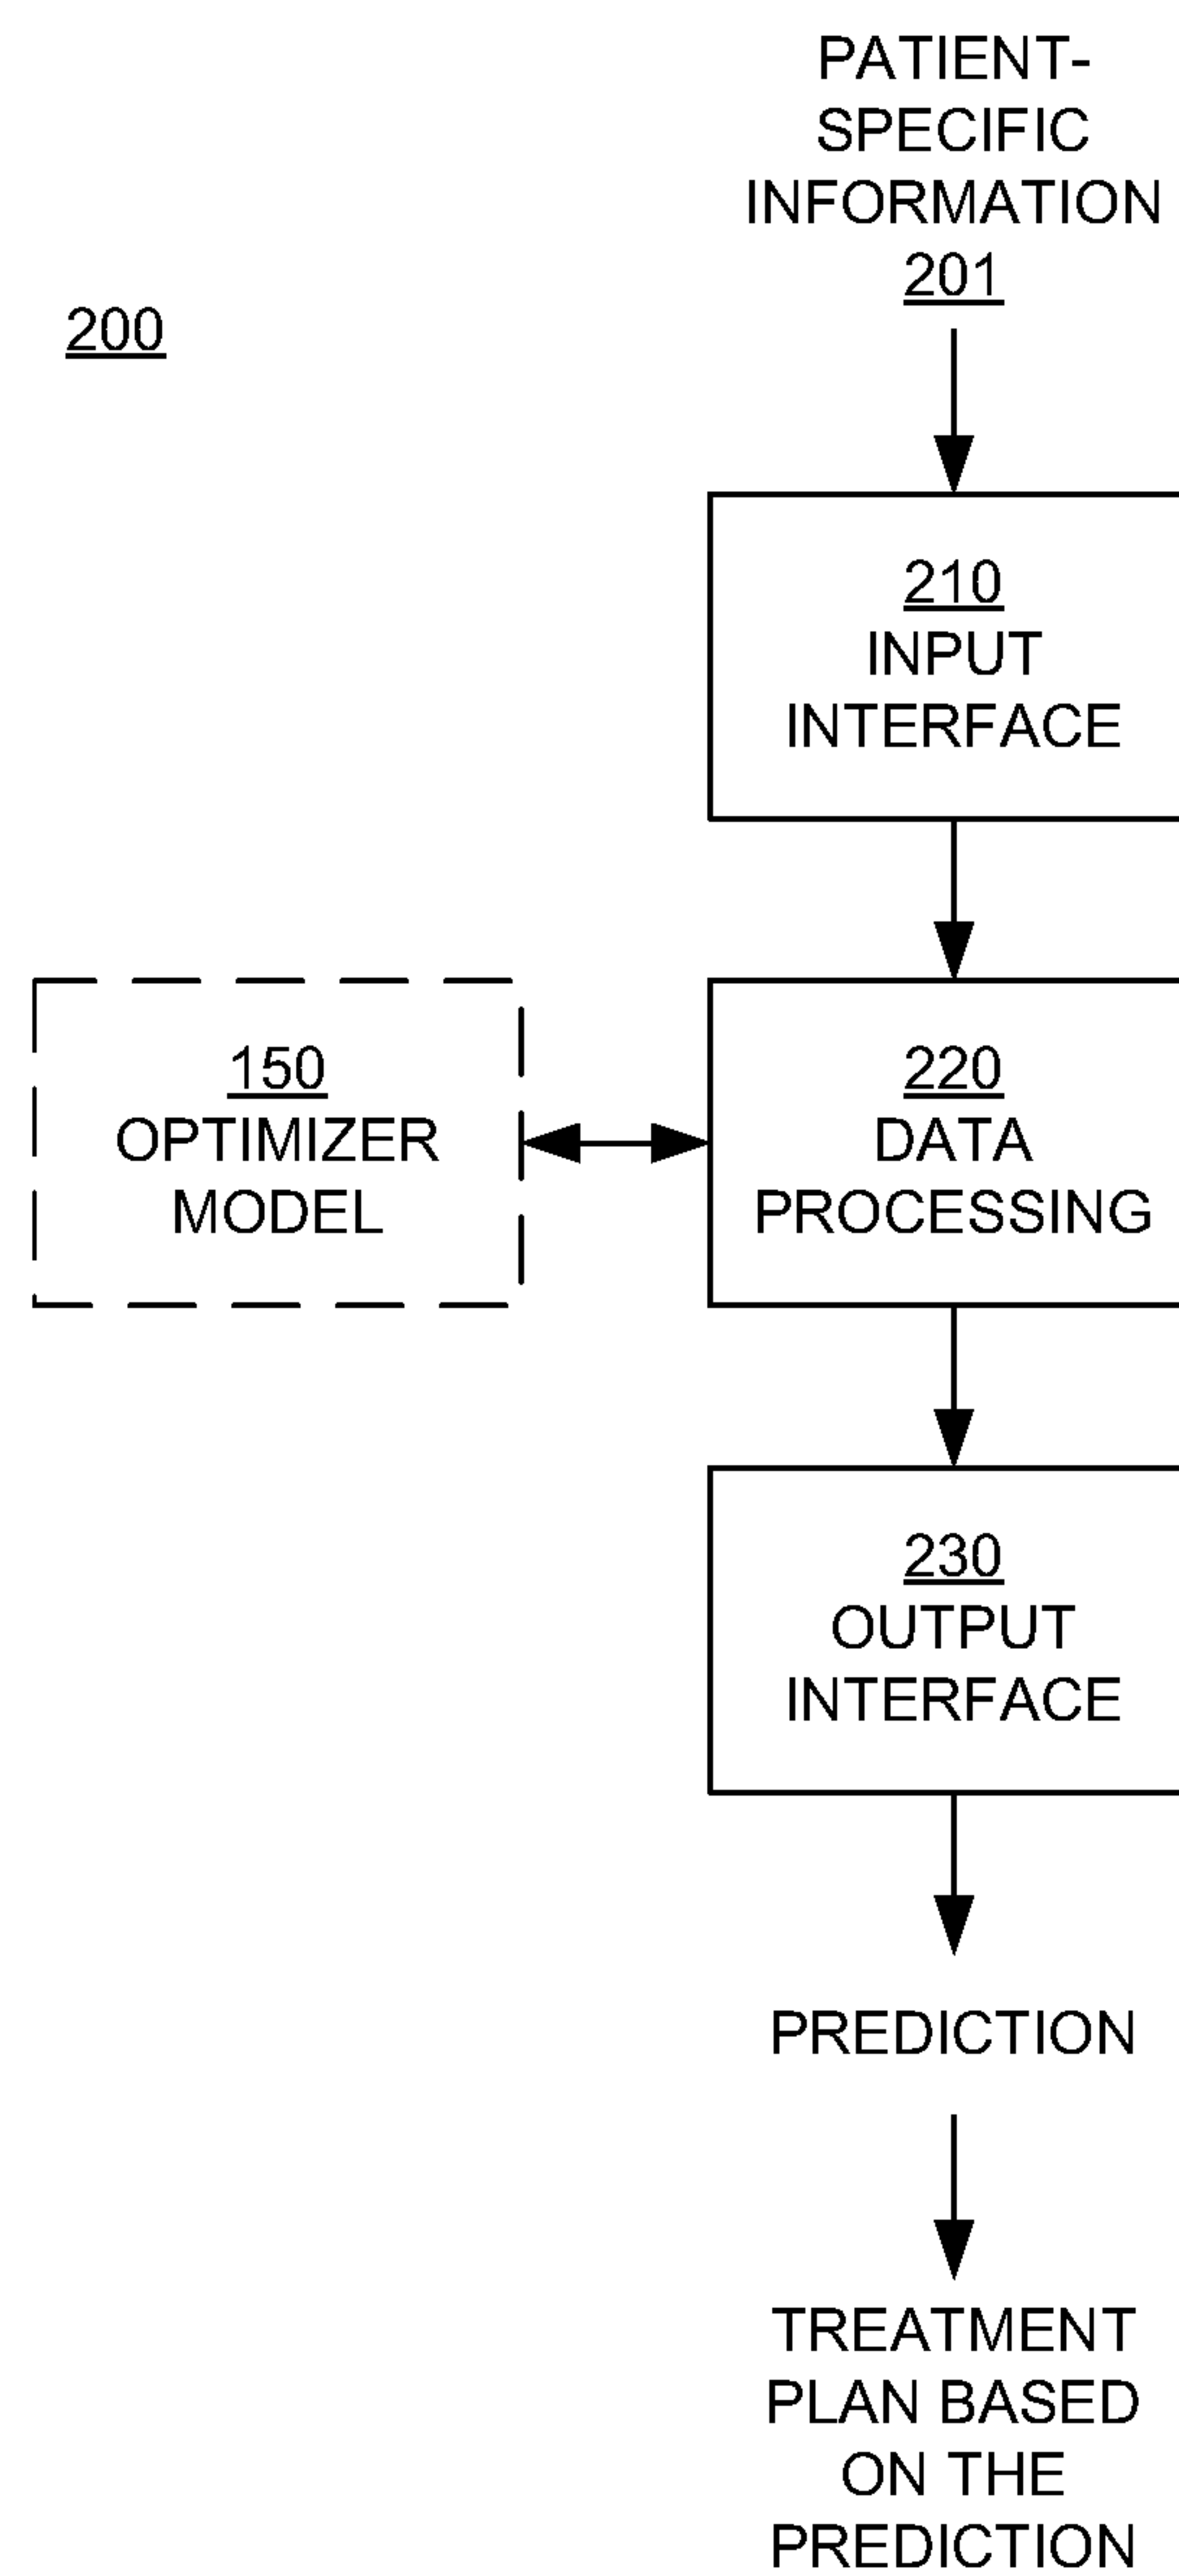 PATIENT-
SPECIFIC
INFORMATION
201
200
210
INPUT
INTERFACE
150
OPTIMIZER
MODEL
220
DATA
PROCESSING
230
OUTPUT
INTERFACE
PREDICTION
TREATMENT
PLAN BASED
ON THE
PREDICTION